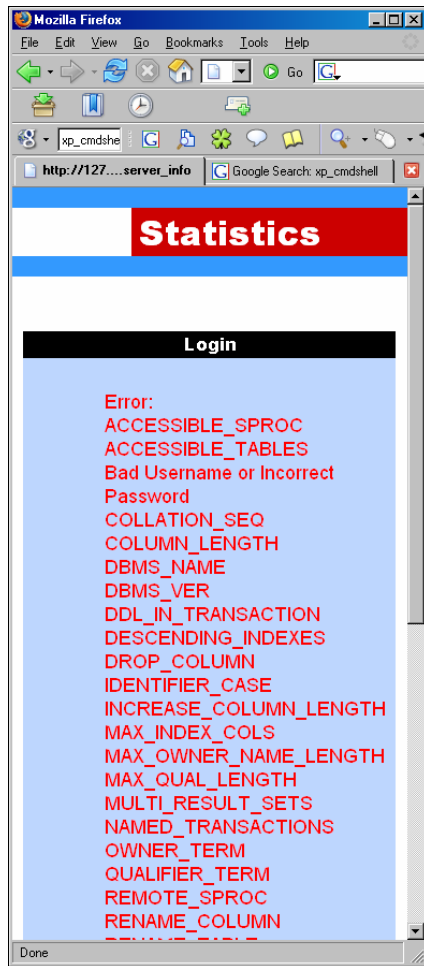 Mozilla Firefox
File Edit View Go Bookmarks Tools Help
Go G
xp_cmdshe G
http://127....server_info G Google Search: xp_cmdshell
Statistics
Login
Error:
ACCESSIBLE_SPROC
ACCESSIBLE_TABLES
Bad Username or Incorrect
Password
COLLATION_SEQ
COLUMN_LENGTH
DBMS_NAME
DBMS_VER
DDL_IN_TRANSACTION
DESCENDING_INDEXES
DROP_COLUMN
IDENTIFIER_CASE
INCREASE_COLUMN_LENGTH
MAX_INDEX_COLS
MAX_OWNER_NAME_LENGTH
MAX_QUAL_LENGTH
MULTI_RESULT_SETS
NAMED_TRANSACTIONS
OWNER_TERM
QUALIFIER_TERM
REMOTE_SPROC
RENAME_COLUMN
RENAME_TABLE
Done